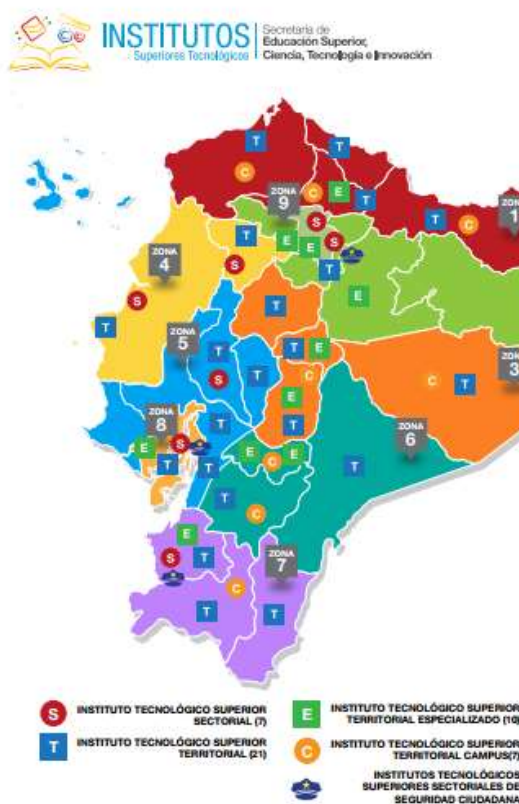 INSTITUTOS
Superiores Tecnológicos
Secretaría de
Educación Superior,
Ciencia, Tecnología e Innovación
T
T
C
T
C
E
T
T
C
ZONA
1
ZONA
9
S
T
E
E
S
S
T
E
ZONA
4
S
T
T
ZONA
5
T
T
E
C
ZONA
3
C
T
S
T
E
T
T
ZONA
8
E
S
T
T
E
C
E
ZONA
6
T
T
C
E
S
T
ZONA
7
C
T
T
S
INSTITUTO TECNOLÓGICO SUPERIOR
SECTORIAL (7)
T
INSTITUTO TECNOLÓGICO SUPERIOR
TERRITORIAL (21)
E
INSTITUTO TECNOLÓGICO SUPERIOR
TERRITORIAL ESPECIALIZADO (10)
C
INSTITUTO TECNOLÓGICO SUPERIOR
TERRITORIAL CAMPUS(7)
INSTITUTOS TECNOLÓGICOS
SUPERIORES SECTORIALES DE
SEGURIDAD CIUDADANA